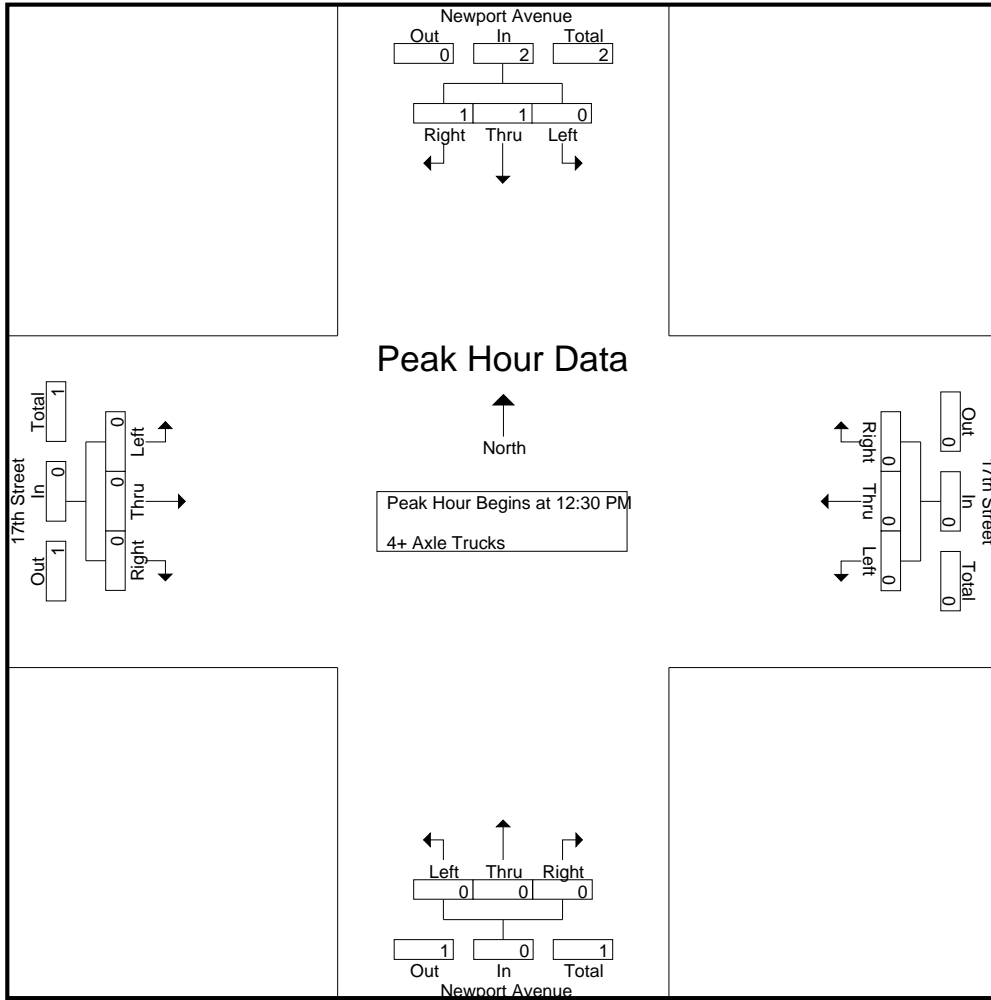 Newport Avenue
Out In Total
0 2 2
1 1 0
Right Thru Left
Peak Hour Data
North
Peak Hour Begins at 12:30 PM
4+ Axle Trucks
17th Street
Total In Out
1 0 1
0 0 0
Left Thru Right
Right Thru Left
0 0 0
Out In Total
0 0 0
17th Street
Left Thru Right
0 0 0
1 0 1
Out In Total
Newport Avenue